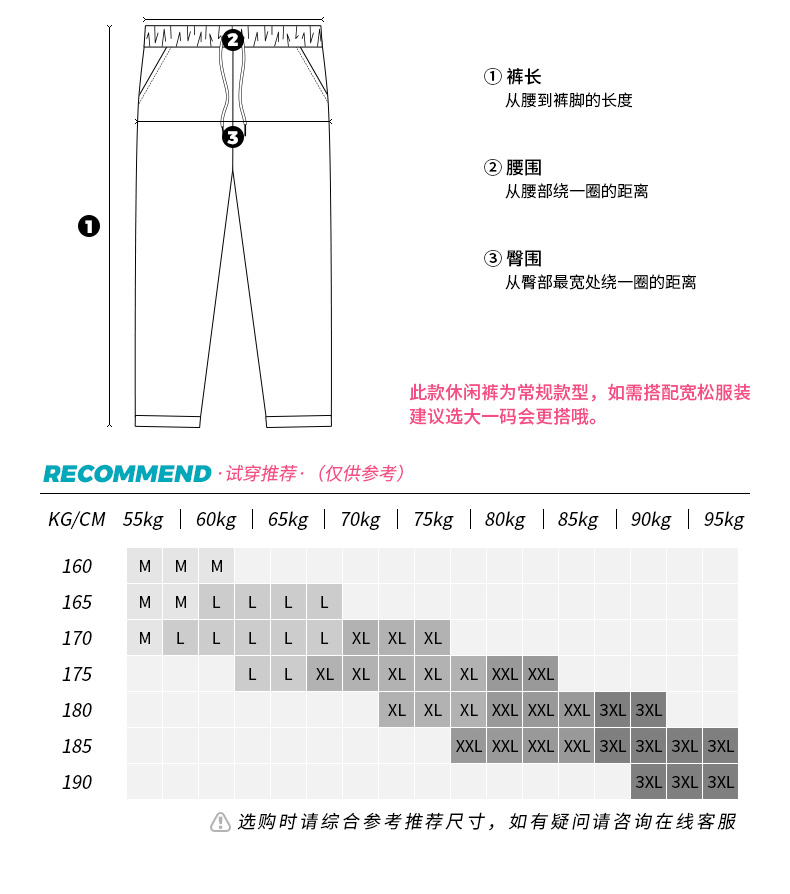 2
3
1
① 裤长
从腰到裤脚的长度
② 腰围
从腰部绕一圈的距离
③ 臀围
从臀部最宽处绕一圈的距离
此款休闲裤为常规款型，如需搭配宽松服装
建议选大一码会更搭哦。
RECOMMEND ·试穿推荐·（仅供参考）
KG/CM 55kg | 60kg | 65kg | 70kg | 75kg | 80kg | 85kg | 90kg | 95kg
160 M M M
165 M M L L L L
170 M L L L L L XL XL XL
175 L L XL XL XL XL XL XXL XXL
180 XL XL XL XXL XXL XXL 3XL 3XL
185 XXL XXL XXL XXL 3XL 3XL 3XL 3XL
190 3XL 3XL 3XL
选购时请综合参考推荐尺寸，如有疑问请咨询在线客服